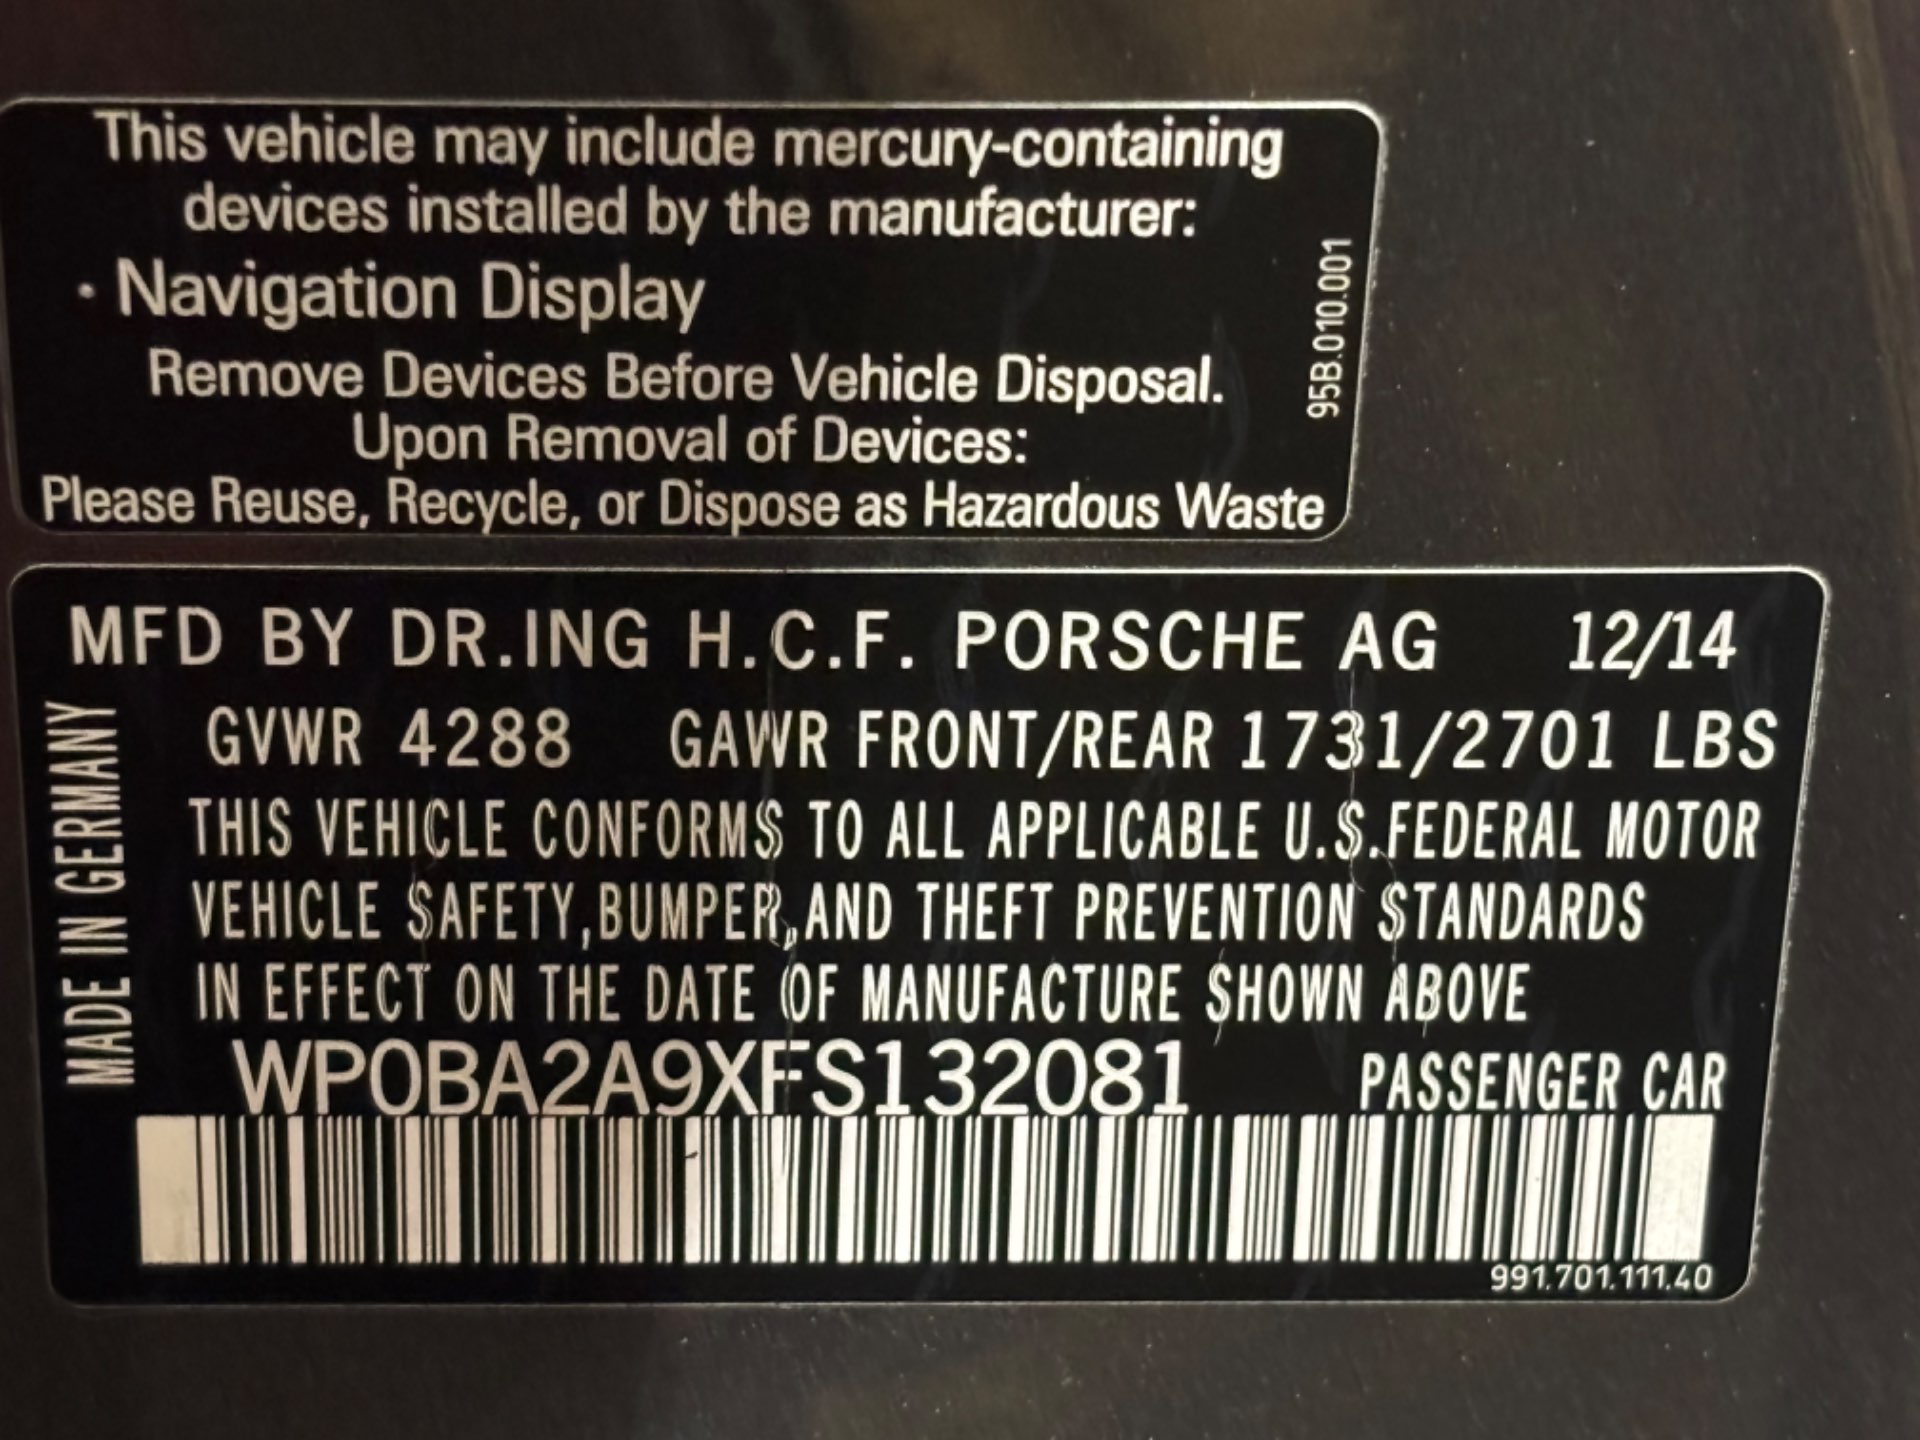 This vehicle may include mercury-containing
devices installed by the manufacturer:
· Navigation Display
Remove Devices Before Vehicle Disposal.
Upon Removal of Devices:
Please Reuse, Recycle, or Dispose as Hazardous Waste
95B.010.001
MFD BY DR.ING H.C.F. PORSCHE AG 12/14
GVWR 4288 GAWR FRONT/REAR 1731/2701 LBS
THIS VEHICLE CONFORMS TO ALL APPLICABLE U.S.FEDERAL MOTOR
VEHICLE SAFETY,BUMPER,AND THEFT PREVENTION STANDARDS
IN EFFECT ON THE DATE OF MANUFACTURE SHOWN ABOVE
WP0BA2A9XFS132081 PASSENGER CAR
MADE IN GERMANY
991.701.111.40